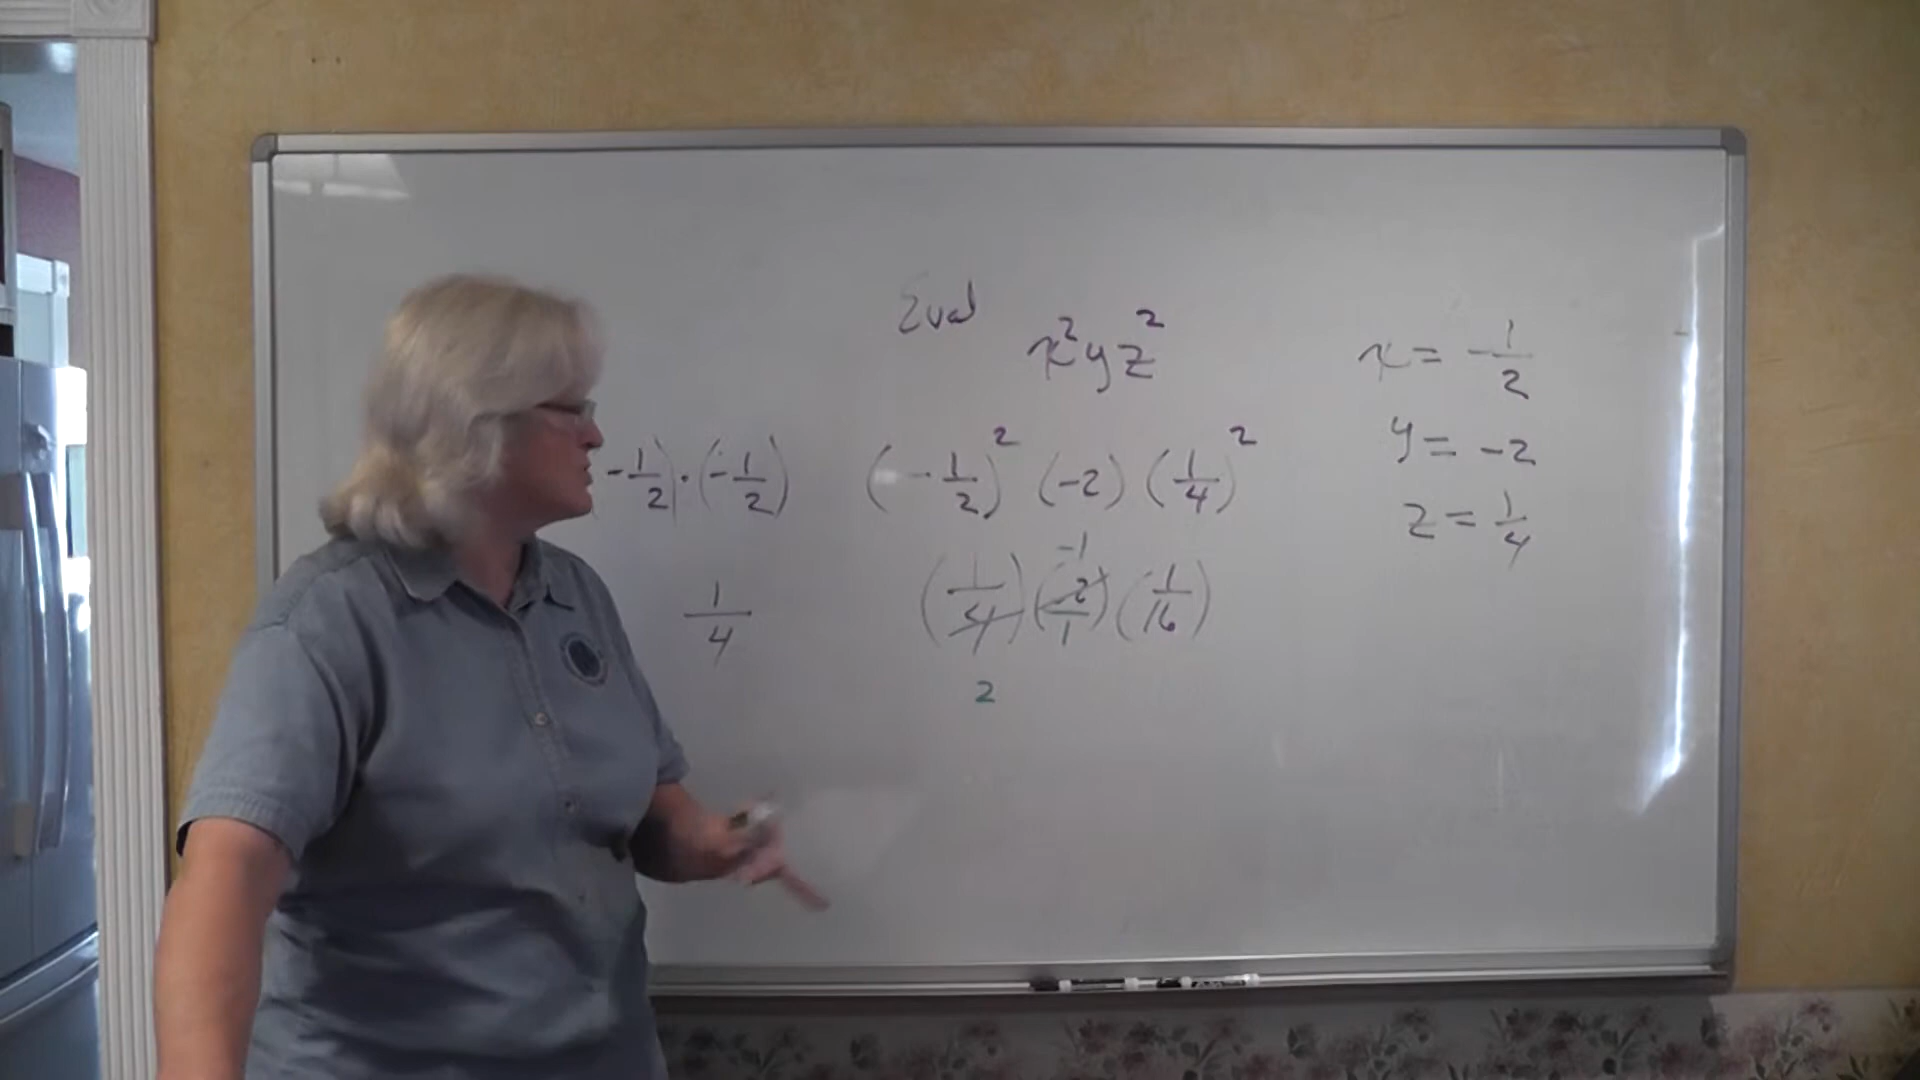 Eval
x²yz²
x = -1/2
y = -2
z = 1/4
-1/2) · (-1/2)
(-1/2)² (-2) (1/4)²
-1
1/4
(1/4) (-2/1) (1/16)
2